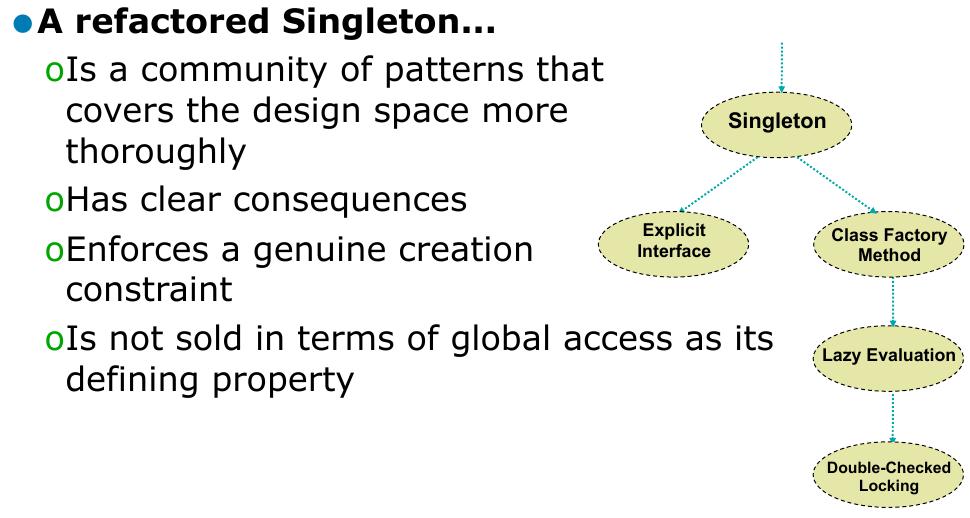 ●A refactored Singleton...
oIs a community of patterns that
covers the design space more
thoroughly
oHas clear consequences
oEnforces a genuine creation
constraint
oIs not sold in terms of global access as its
defining property
Singleton
Explicit
Interface
Class Factory
Method
Lazy Evaluation
Double-Checked
Locking